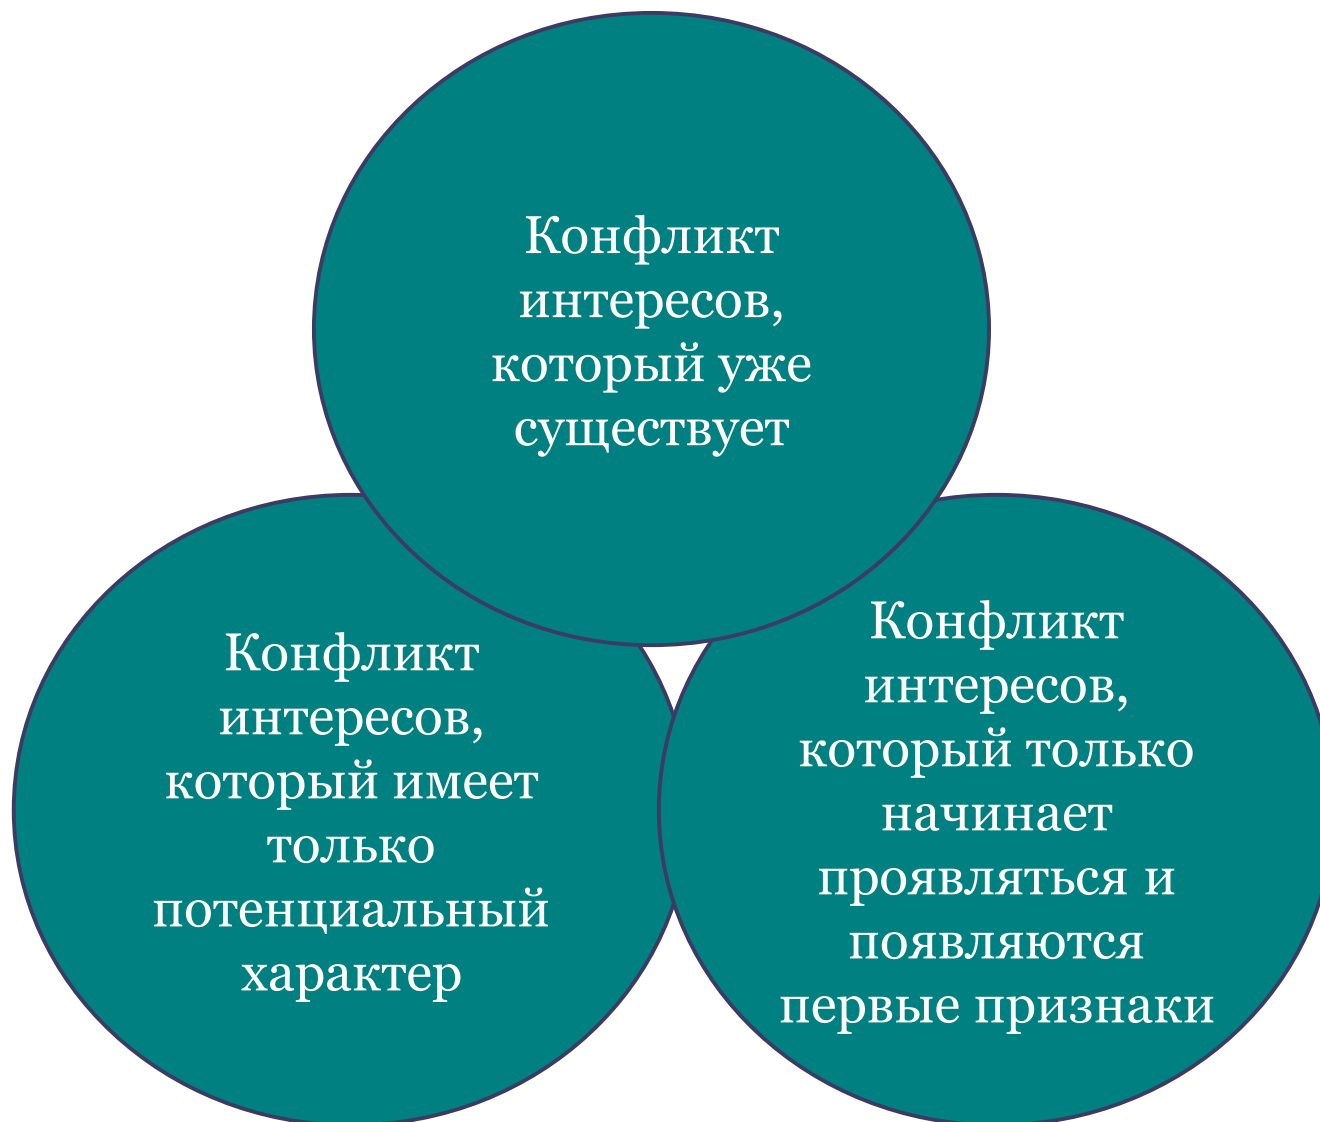 Конфликт
интересов,
который уже
существует
Конфликт
интересов,
который имеет
только
потенциальный
характер
Конфликт
интересов,
который только
начинает
проявляться и
появляются
первые признаки